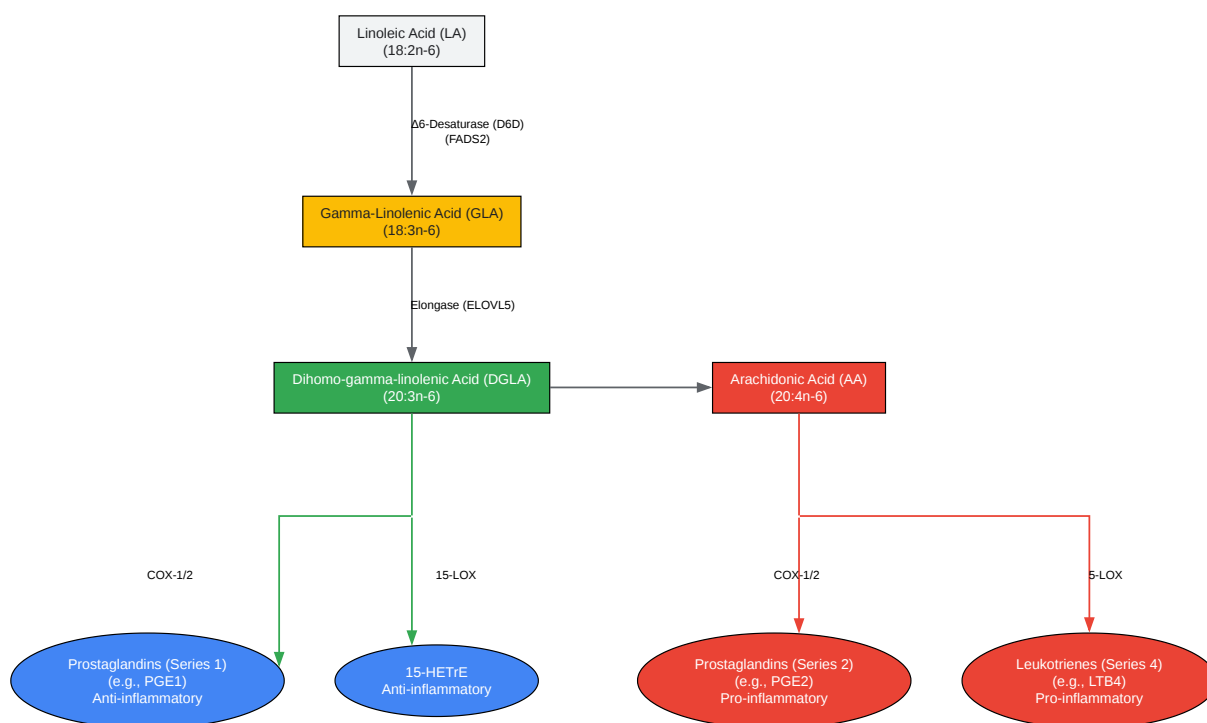 Linoleic Acid (LA)
(18:2n-6)
Δ6-Desaturase (D6D)
(FADS2)
Gamma-Linolenic Acid (GLA)
(18:3n-6)
Elongase (ELOVL5)
Dihomo-gamma-linolenic Acid (DGLA)
(20:3n-6)
Arachidonic Acid (AA)
(20:4n-6)
COX-1/2
15-LOX
COX-1/2
5-LOX
Prostaglandins (Series 1)
(e.g., PGE1)
Anti-inflammatory
15-HETrE
Anti-inflammatory
Prostaglandins (Series 2)
(e.g., PGE2)
Pro-inflammatory
Leukotrienes (Series 4)
(e.g., LTB4)
Pro-inflammatory